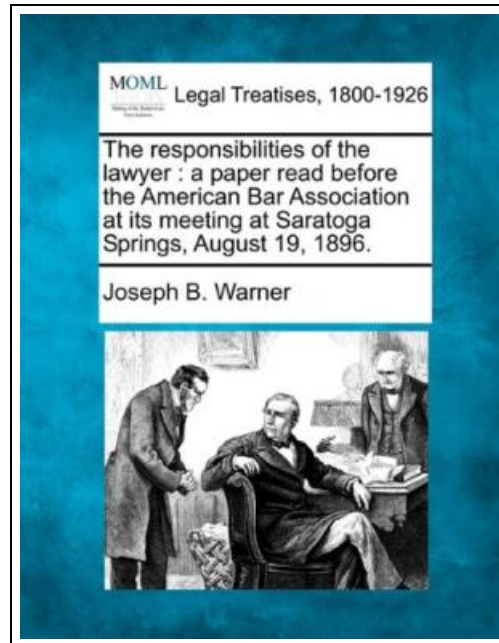 MOML
Legal Treatises, 1800-1926
The responsibilities of the
lawyer : a paper read before
the American Bar Association
at its meeting at Saratoga
Springs, August 19, 1896.
Joseph B. Warner